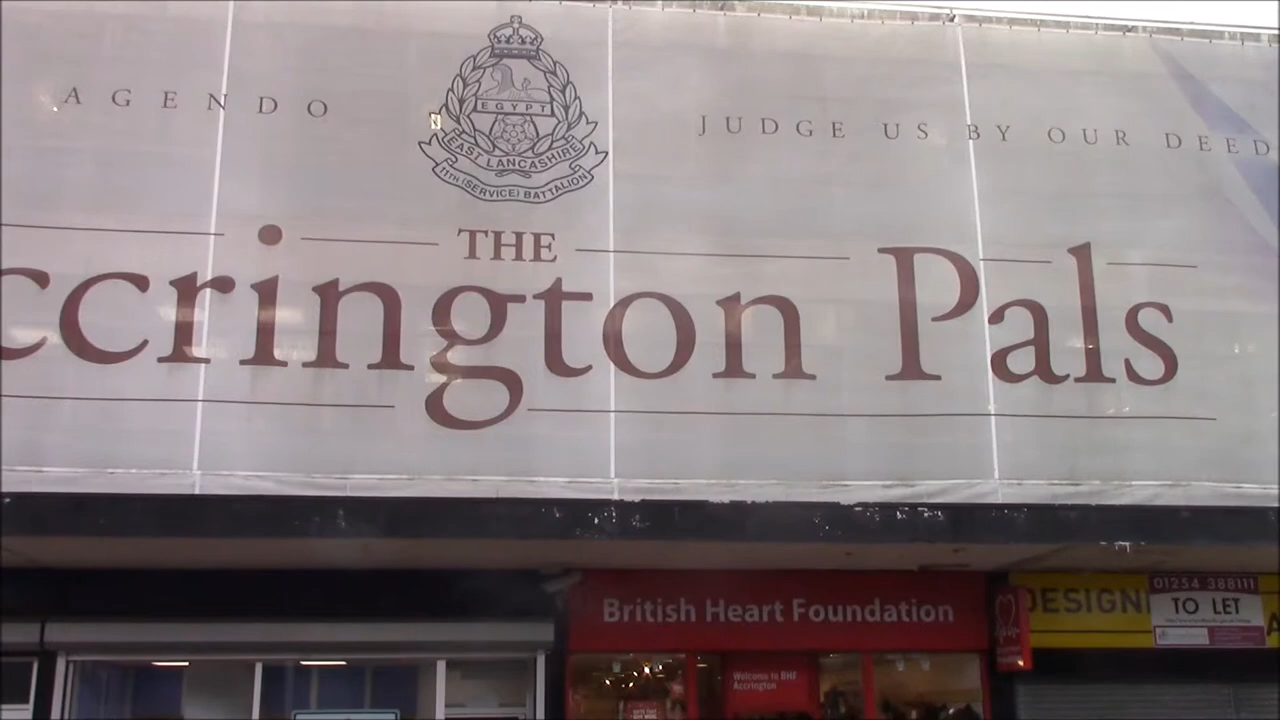 AGENDO
EGYPT
EAST LANCASHIRE
11TH (SERVICE) BATTALION
JUDGE US BY OUR DEED
THE
ccrington Pals
British Heart Foundation
Welcome to BHF
Accrington
DESIGN
01254 388111
TO LET